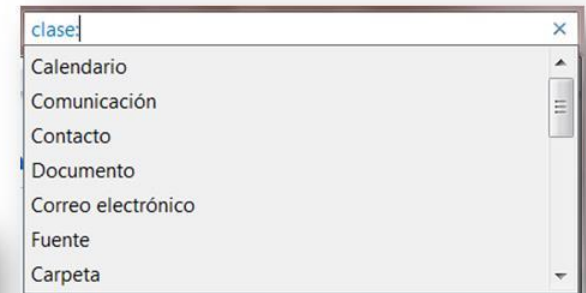 clase:
Calendario
Comunicación
Contacto
Documento
Correo electrónico
Fuente
Carpeta